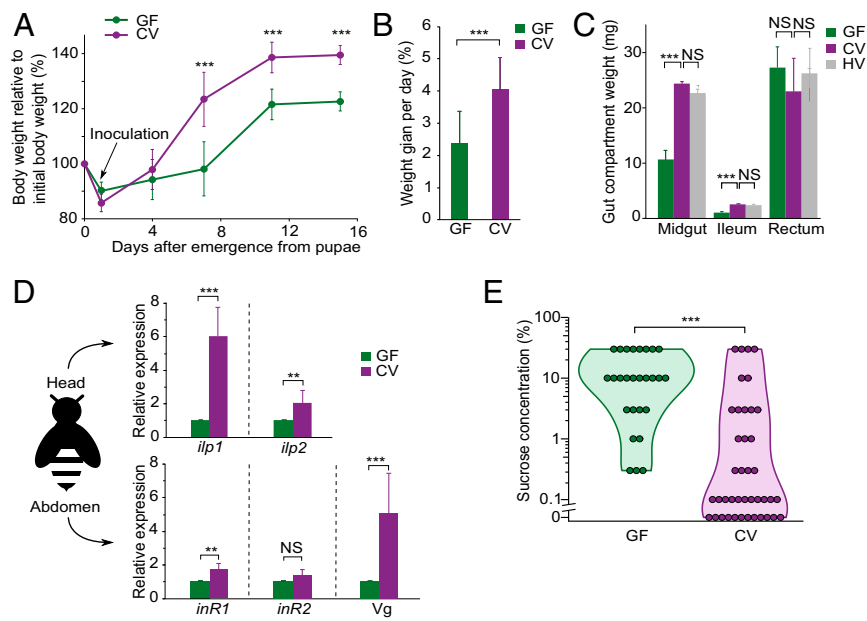 A
GF
CV
Body weight relative to
initial body weight (%)
140
120
100
80
***
***
***
Inoculation
0
4
8
12
16
Days after emergence from pupae
B
GF
CV
Weight gian per day (%)
6
5
4
3
2
1
0
***
GF
CV
C
GF
CV
HV
Gut compartment weight (mg)
30
20
10
0
*** NS
*** NS
NS NS
Midgut
Ileum
Rectum
D
Head
Abdomen
GF
CV
Relative expression
8
6
4
2
0
***
**
ilp1
ilp2
Relative expression
8
6
4
2
0
**
NS
***
inR1
inR2
Vg
E
Sucrose concentration (%)
100
10
1
0.1
0
***
GF
CV